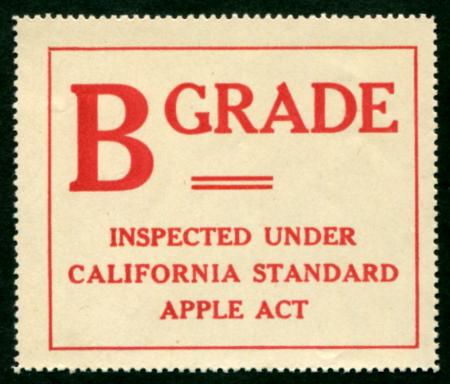 B GRADE
INSPECTED UNDER
CALIFORNIA STANDARD
APPLE ACT